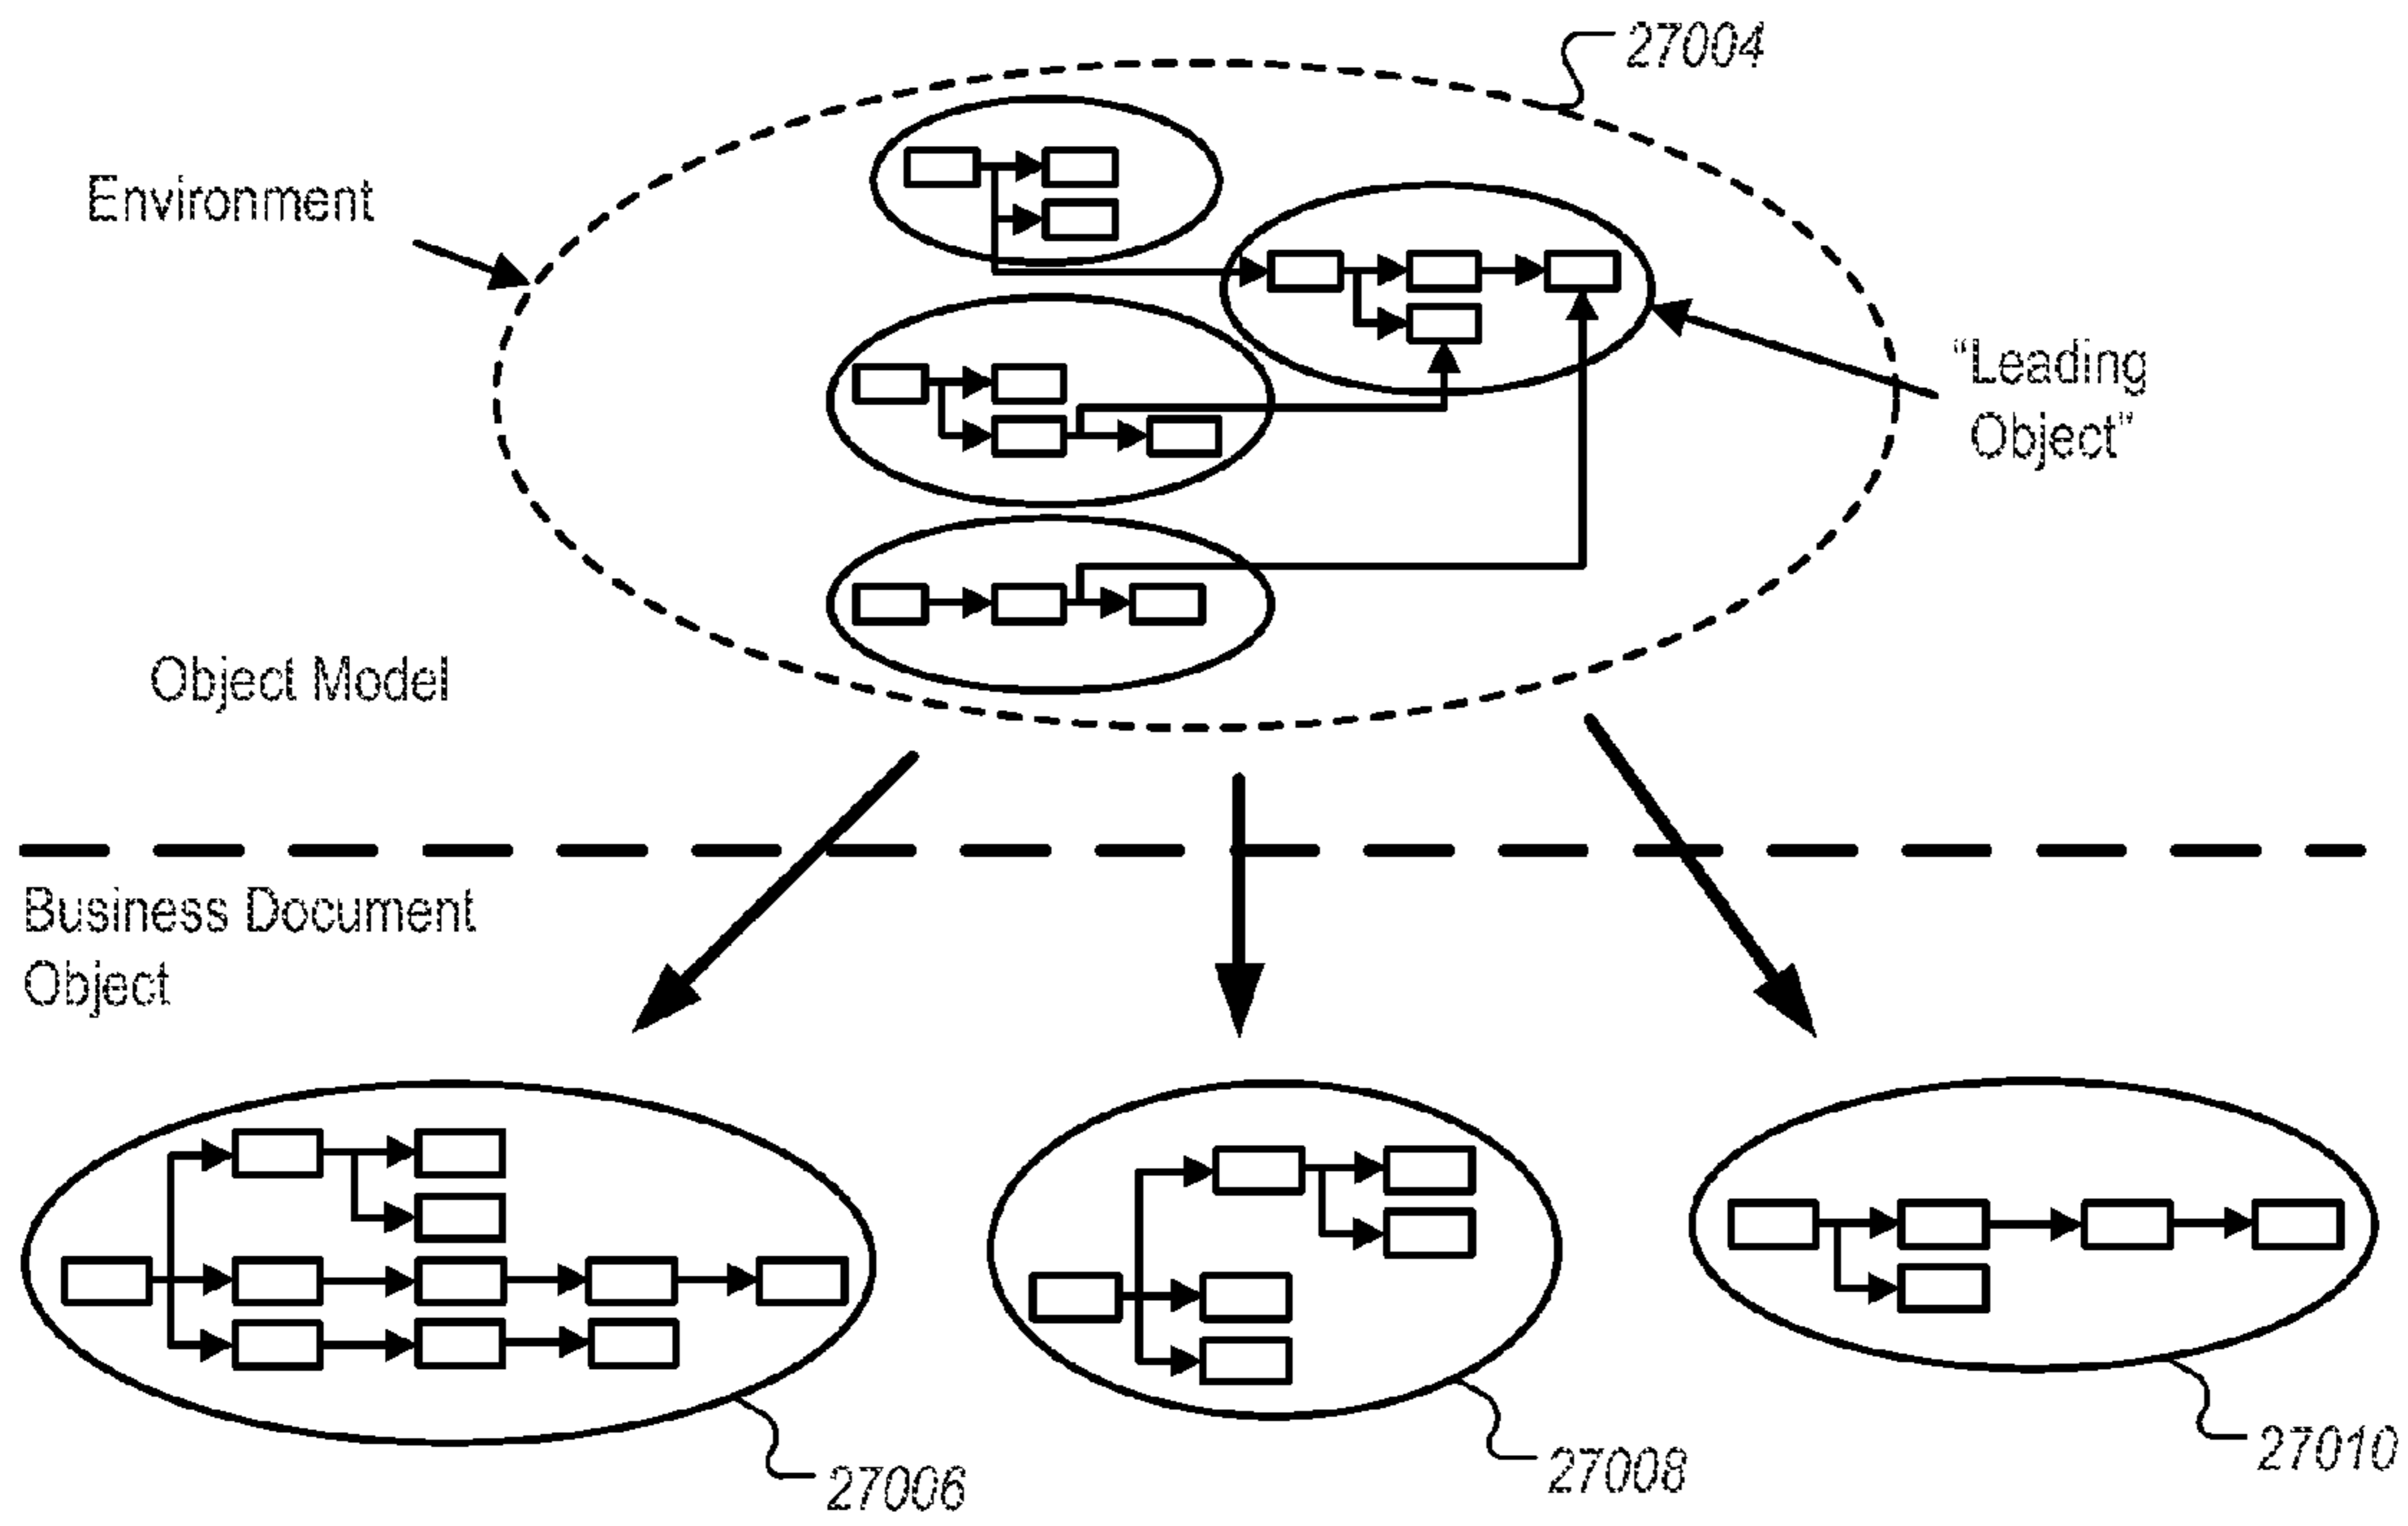 27004
Environment
“Leading
Object”
Object Model
Business Document
Object
27006
27008
27010